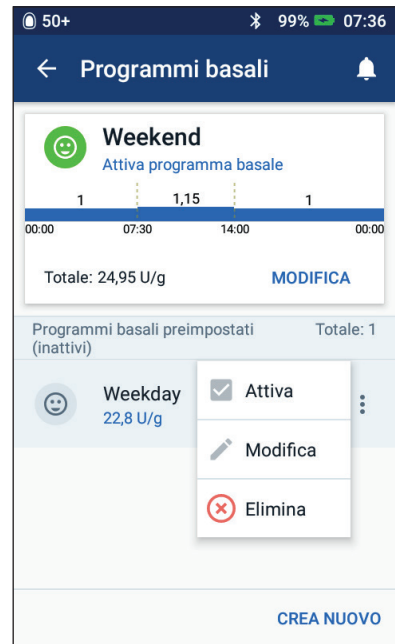 50+ 99% 07:36
Programmi basali
Weekend
Attiva programma basale
1 1,15 1
00:00 07:30 14:00 00:00
Totale: 24,95 U/g MODIFICA
Programmi basali preimpostati Totale: 1
(inattivi)
Weekday
22,8 U/g
Attiva
Modifica
Elimina
CREA NUOVO